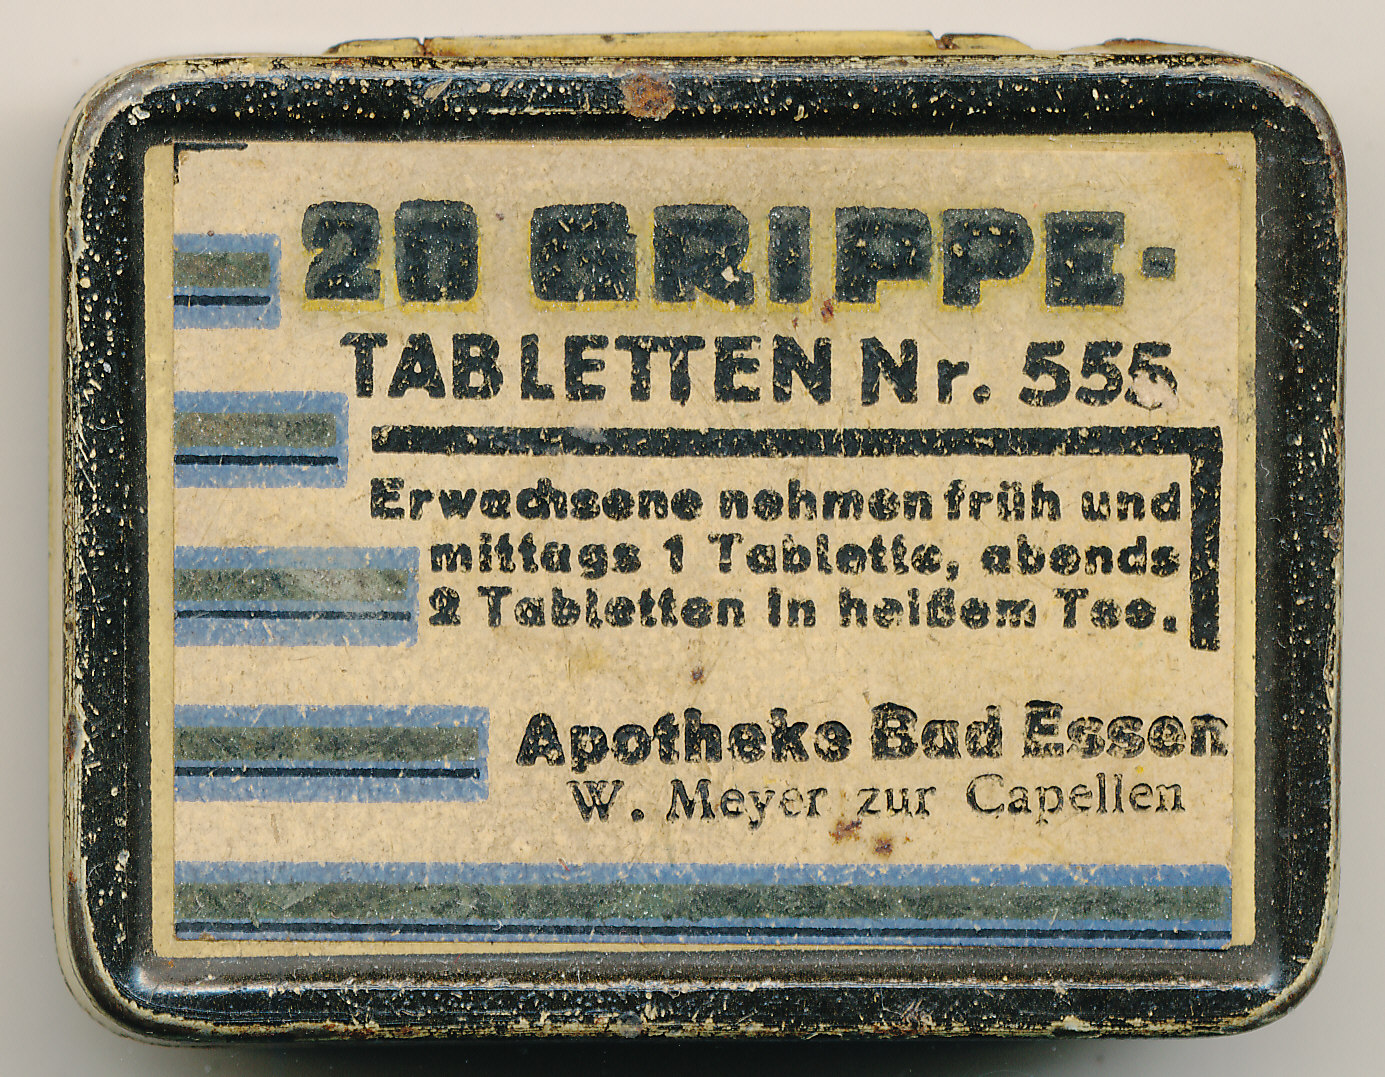 20 GRIPPE-
TABLETTEN Nr. 555
Erwachsene nehmen früh und
mittags 1 Tablette, abends
2 Tabletten in heißem Tee.
Apotheke Bad Essen
W. Meyer zur Capellen